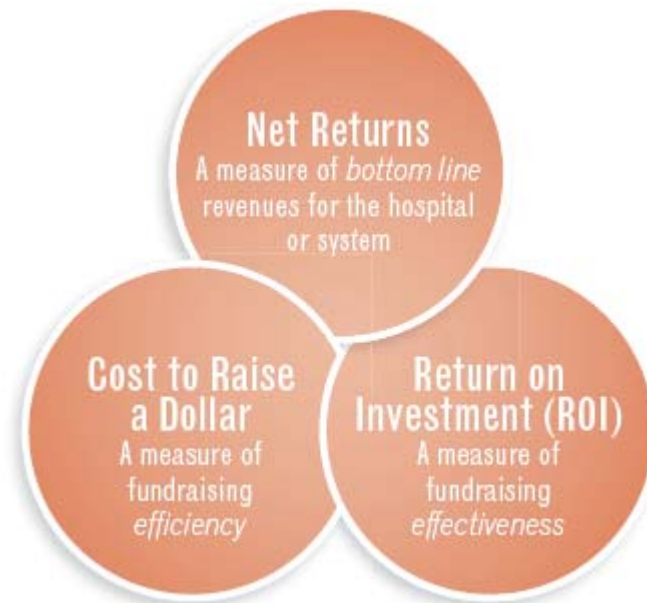 Net Returns
A measure of bottom line
revenues for the hospital
or system
Cost to Raise
a Dollar
A measure of
fundraising
efficiency
Return on
Investment (ROI)
A measure of
fundraising
effectiveness